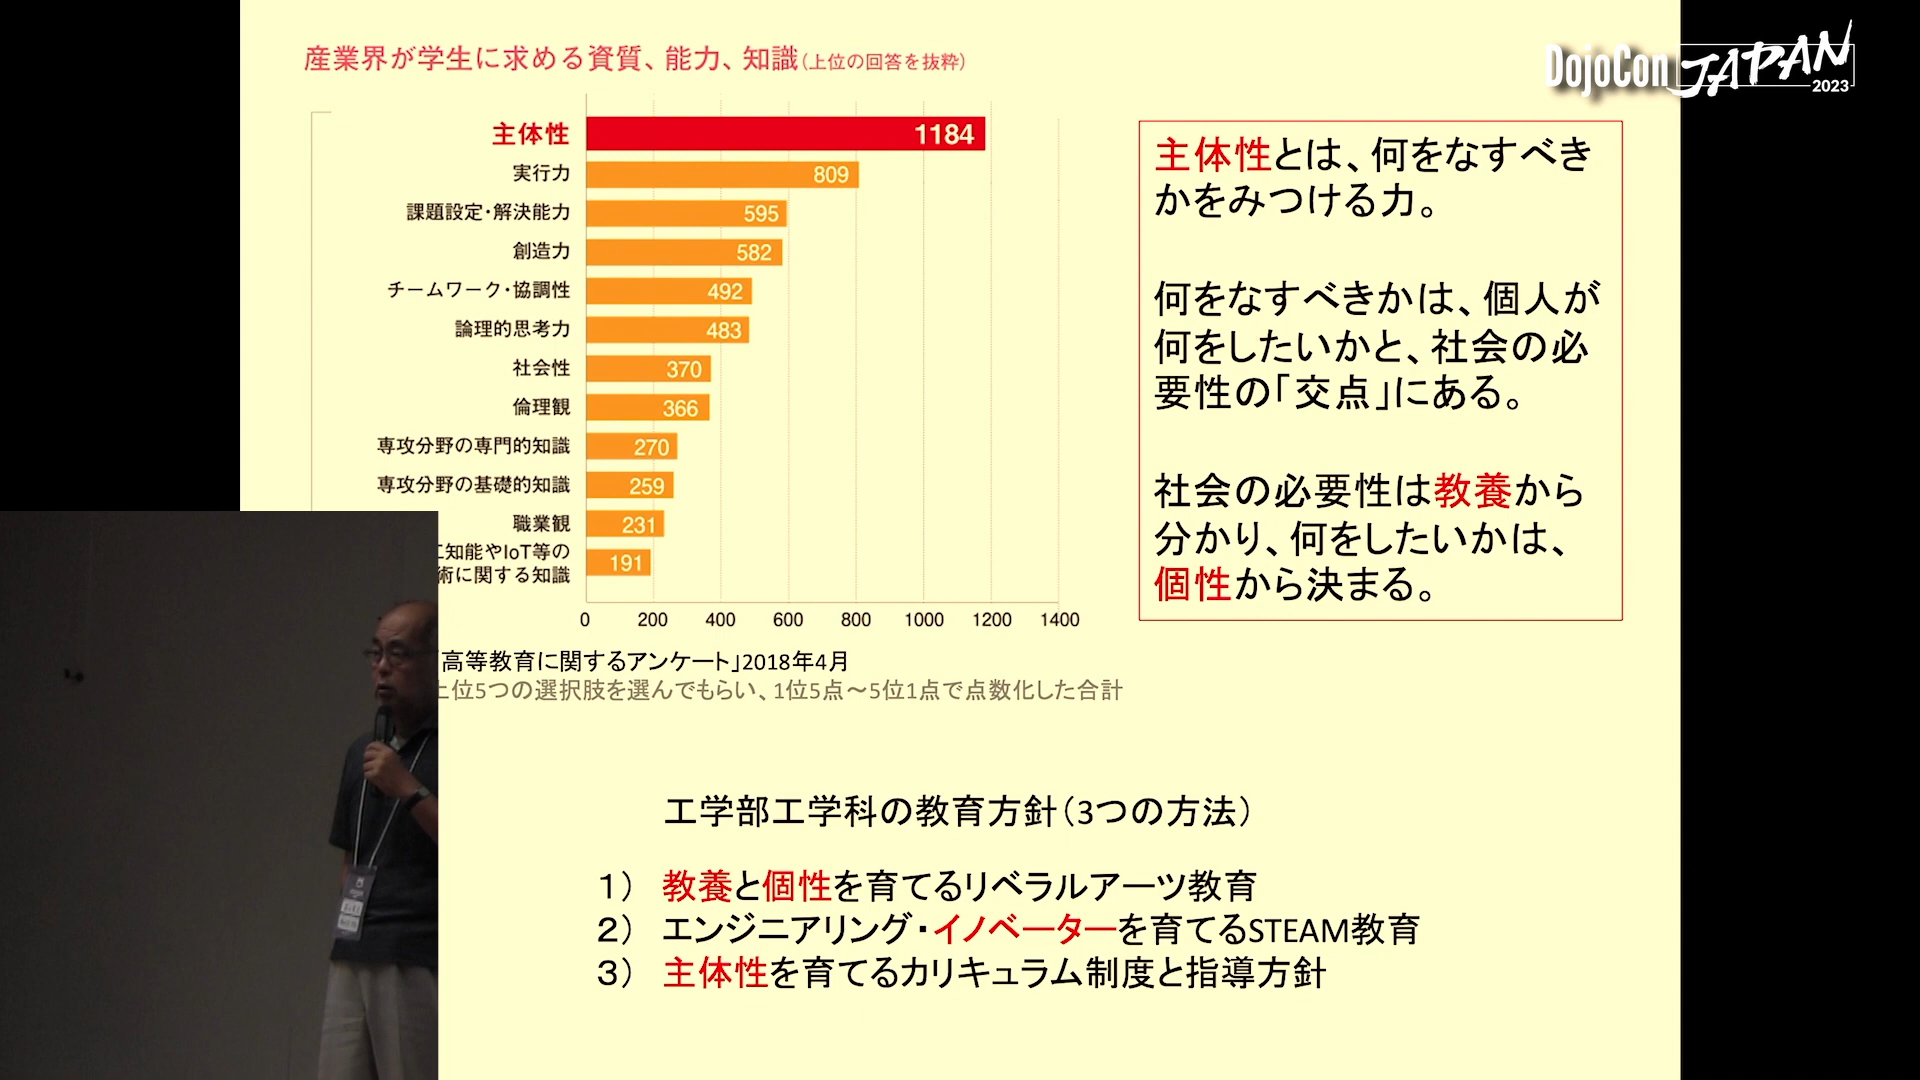 産業界が学生に求める資質、能力、知識(上位の回答を抜粋)
DojoCon JAPAN
2023
主体性 1184
実行力 809
課題設定・解決能力 595
創造力 582
チームワーク・協調性 492
論理的思考力 483
社会性 370
倫理観 366
専攻分野の専門的知識 270
専攻分野の基礎的知識 259
職業観 231
知能やIoT等の
術に関する知識 191
0 200 400 600 800 1000 1200 1400
「高等教育に関するアンケート」2018年4月
上位5つの選択肢を選んでもらい、1位5点〜5位1点で点数化した合計
主体性とは、何をなすべき
かをみつける力。
何をなすべきかは、個人が
何をしたいかと、社会の必
要性の「交点」にある。
社会の必要性は教養から
分かり、何をしたいかは、
個性から決まる。
工学部工学科の教育方針(3つの方法)
1) 教養と個性を育てるリベラルアーツ教育
2) エンジニアリング・イノベーターを育てるSTEAM教育
3) 主体性を育てるカリキュラム制度と指導方針